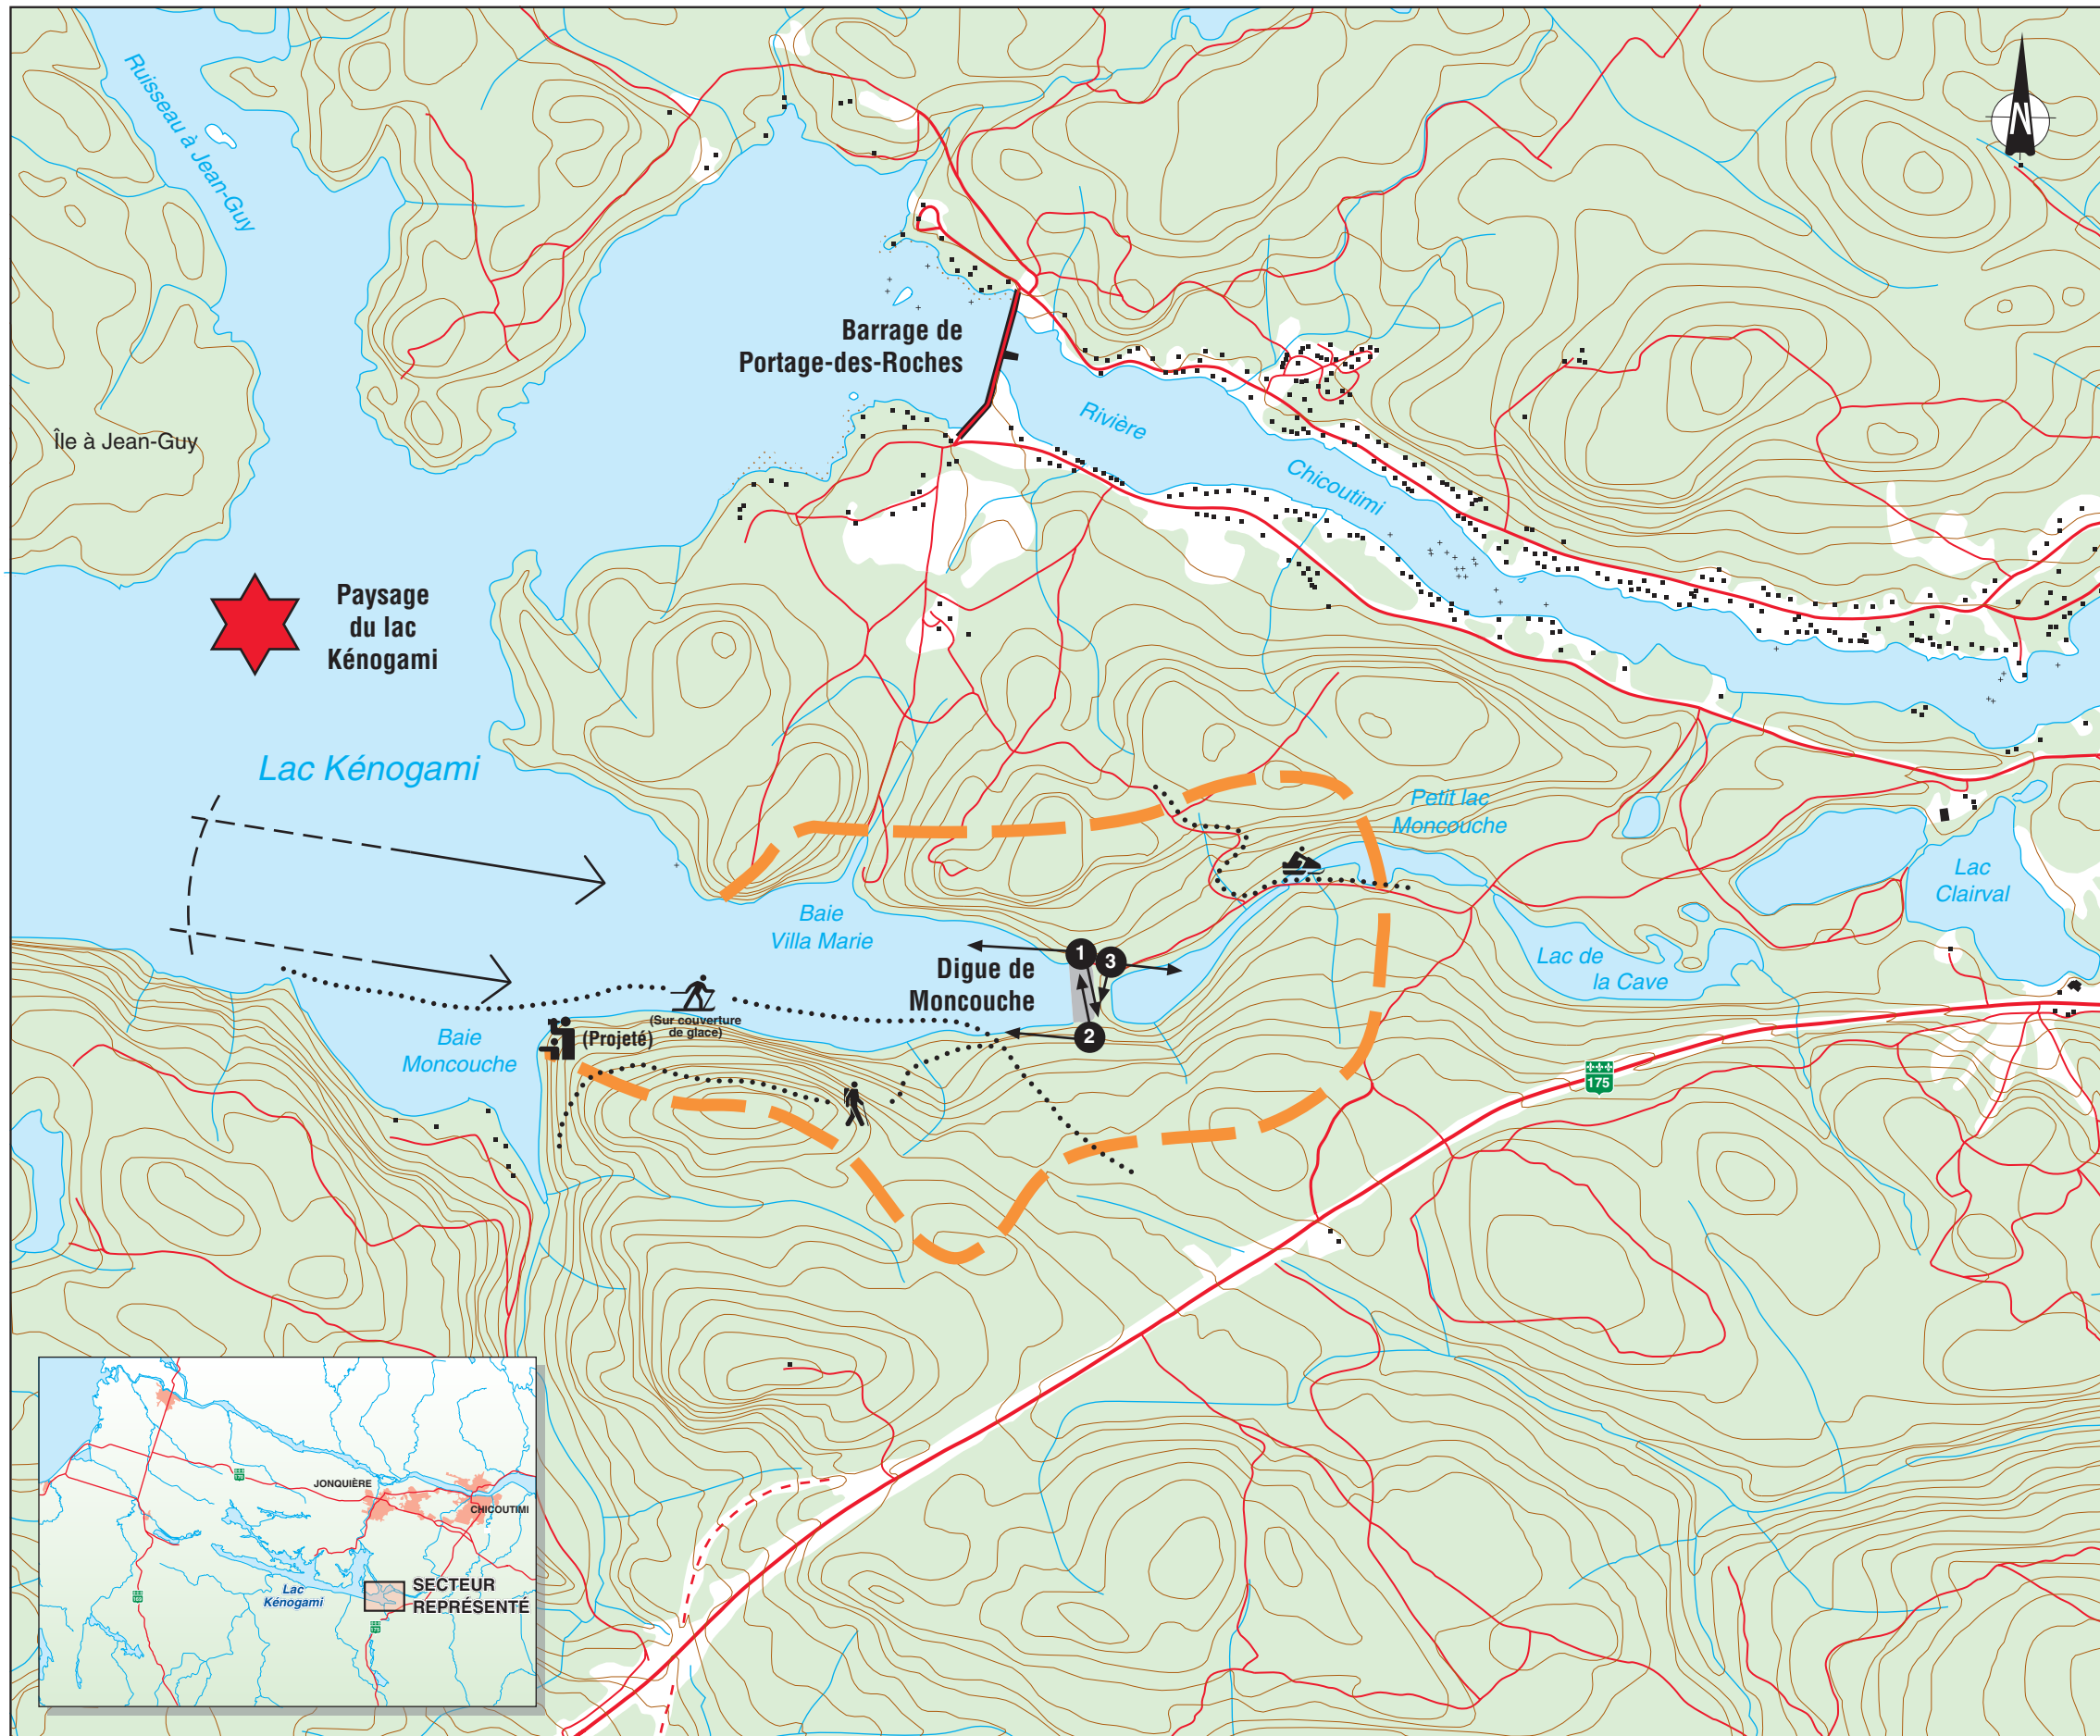 Ruisseau à Jean-Guy
N
Barrage de
Portage-des-Roches
Rivière
Chicoutimi
Île à Jean-Guy
Paysage
du lac
Kénogami
Lac Kénogami
Petit lac
Moncouche
Lac
Clairval
Baie
Villa Marie
Digue de
Moncouche
1
3
2
Lac de
la Cave
(Sur couverture
de glace)
(Projeté)
Baie
Moncouche
175
JONQUIÈRE
CHICOUTIMI
Lac
Kénogami
SECTEUR
REPRÉSENTÉ